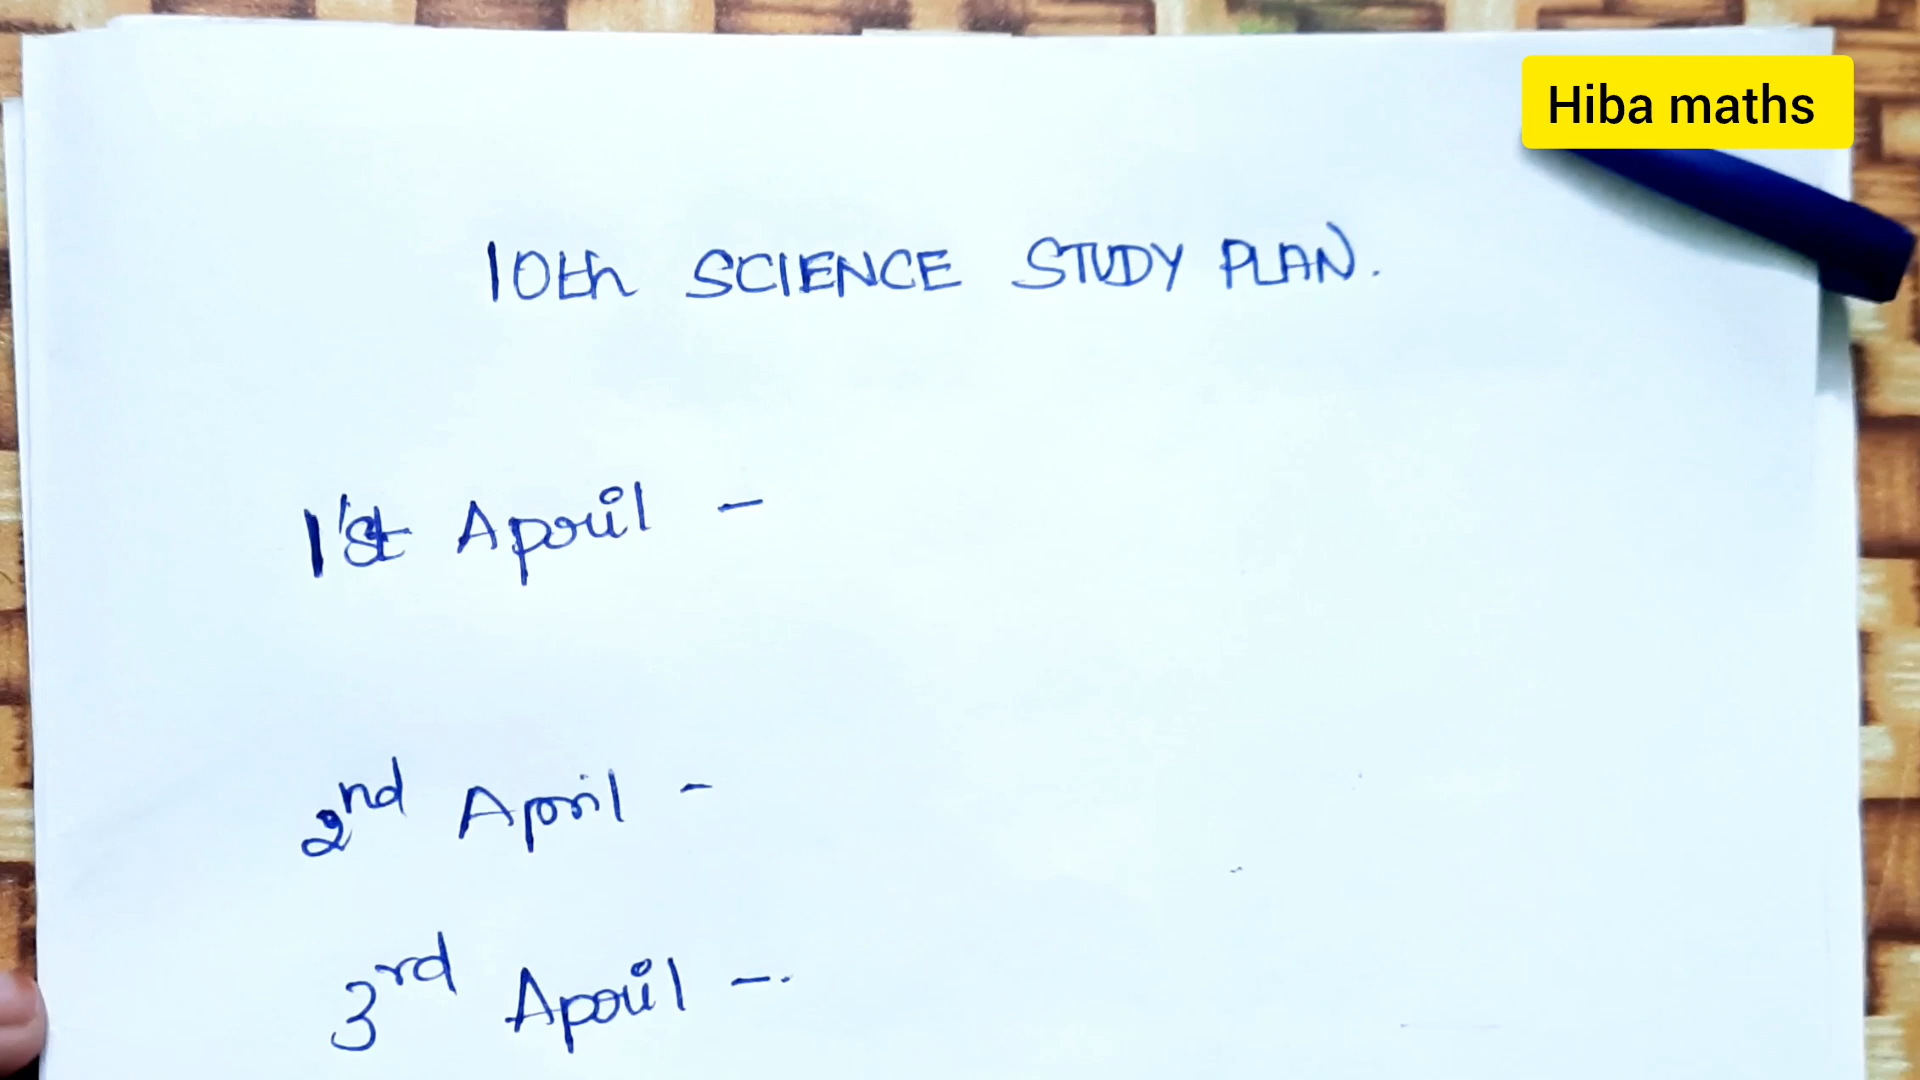 Hiba maths
10th SCIENCE STUDY PLAN.
1st April -
2nd April -
3rd April -.